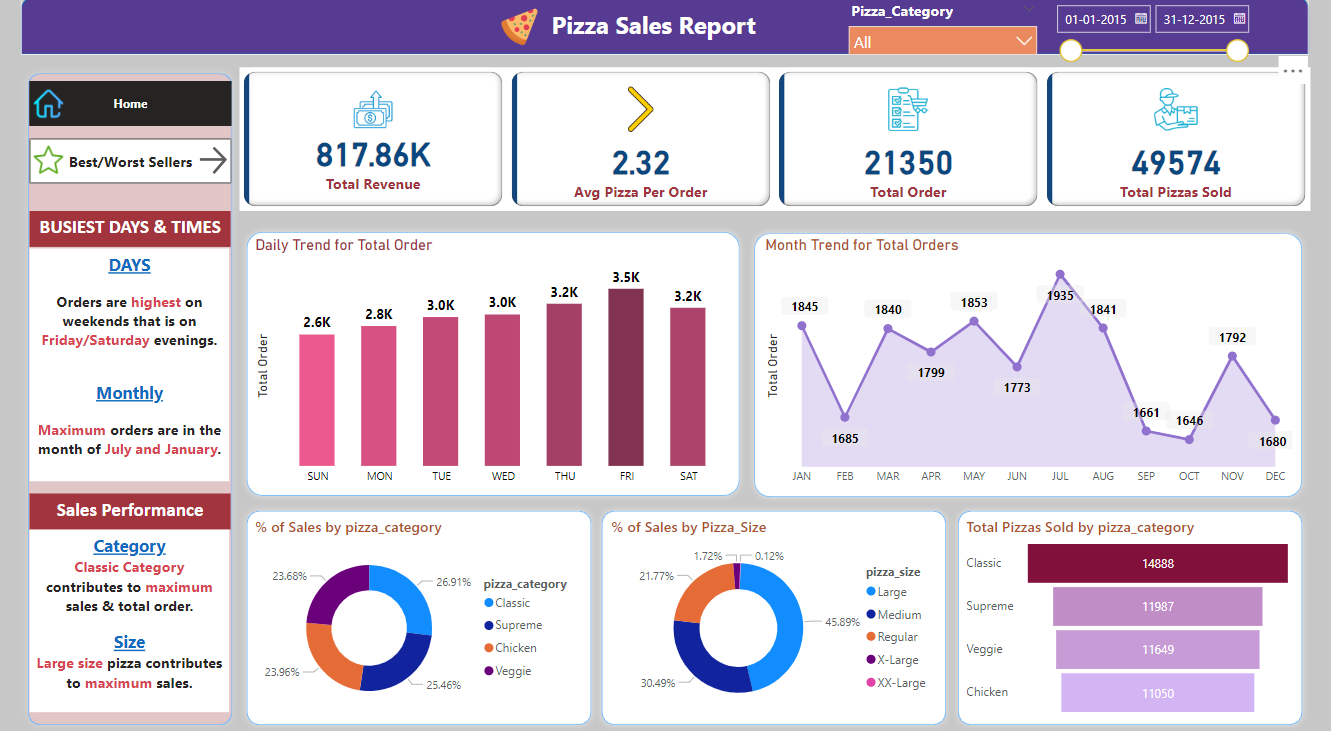 Pizza Sales Report
Pizza_Category
All
01-01-2015
31-12-2015
Home
Best/Worst Sellers
BUSIEST DAYS & TIMES
DAYS
Orders are highest on
weekends that is on
Friday/Saturday evenings.
Monthly
Maximum orders are in the
month of July and January.
Sales Performance
Category
Classic Category
contributes to maximum
sales & total order.
Size
Large size pizza contributes
to maximum sales.
817.86K
Total Revenue
2.32
Avg Pizza Per Order
21350
Total Order
49574
Total Pizzas Sold
Daily Trend for Total Order
Total Order
2.6K
2.8K
3.0K
3.0K
3.2K
3.5K
3.2K
SUN
MON
TUE
WED
THU
FRI
SAT
Month Trend for Total Orders
Total Order
1845
1685
1840
1799
1853
1773
1935
1841
1661
1646
1792
1680
JAN
FEB
MAR
APR
MAY
JUN
JUL
AUG
SEP
OCT
NOV
DEC
% of Sales by pizza_category
23.68%
26.91%
23.96%
25.46%
pizza_category
Classic
Supreme
Chicken
Veggie
% of Sales by Pizza_Size
1.72%
0.12%
21.77%
45.89%
30.49%
pizza_size
Large
Medium
Regular
X-Large
XX-Large
Total Pizzas Sold by pizza_category
Classic
14888
Supreme
11987
Veggie
11649
Chicken
11050